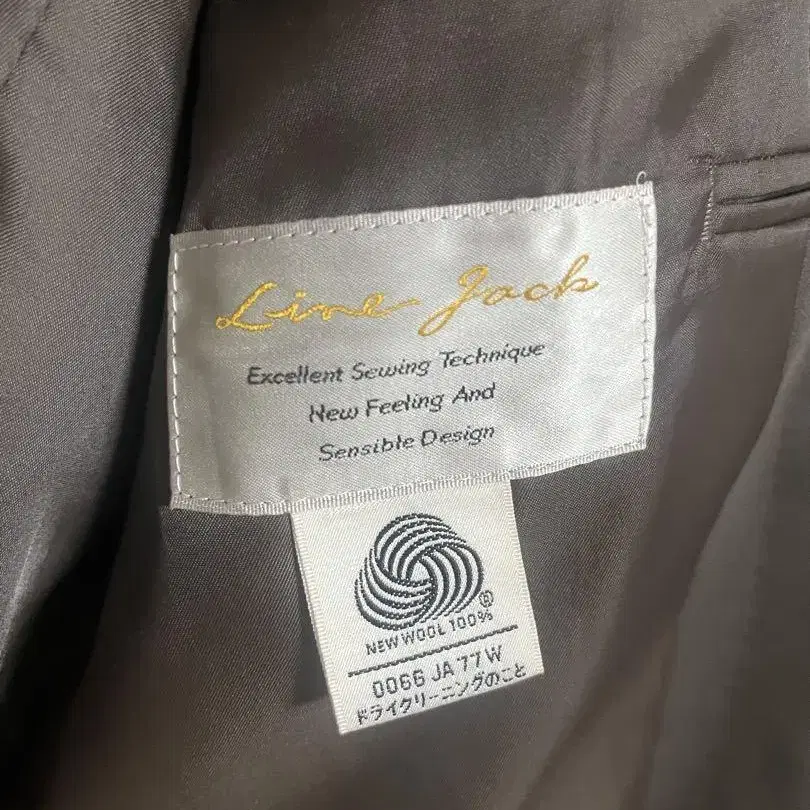 Line Jack
Excellent Sewing Technique
New Feeling And
Sensible Design
®
NEW WOOL 100%
0066 JA 77 W
ドライクリーニングのこと